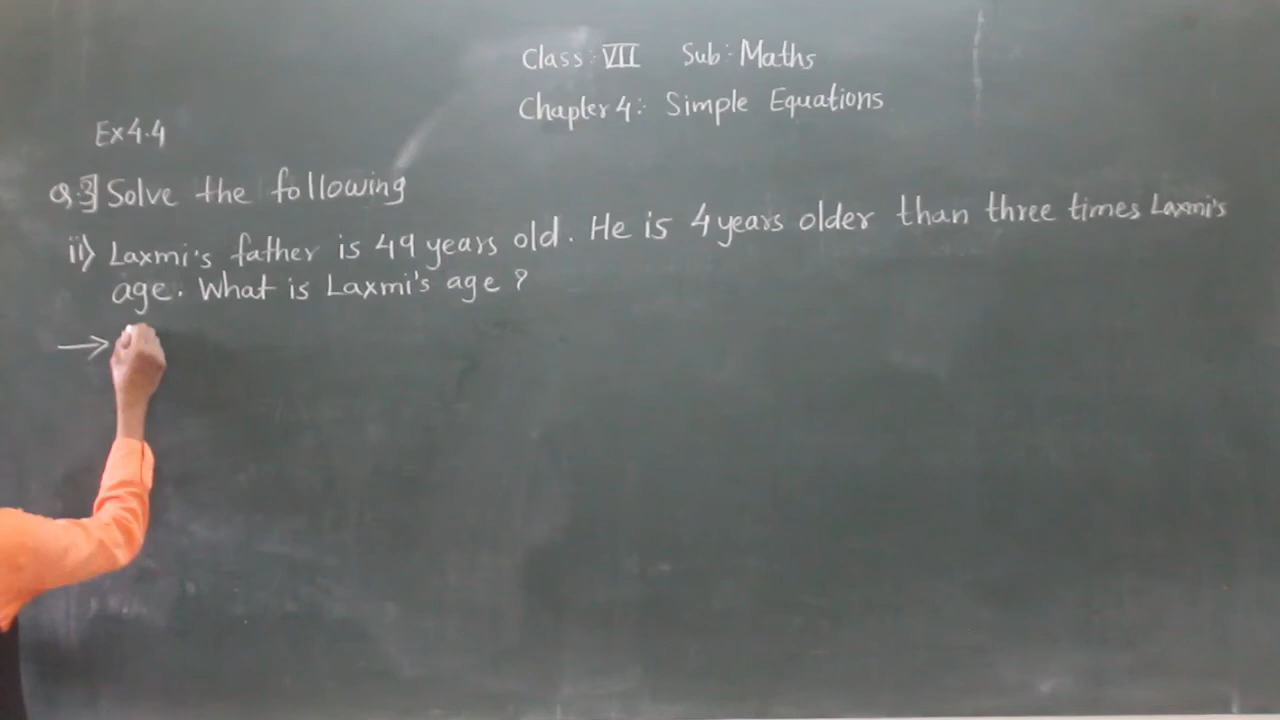 Class: VII Sub: Maths
Chapter 4: Simple Equations
Ex 4.4
Q.3] Solve the following
ii) Laxmi's father is 49 years old. He is 4 years older than three times Laxmi's
age. What is Laxmi's age?
→